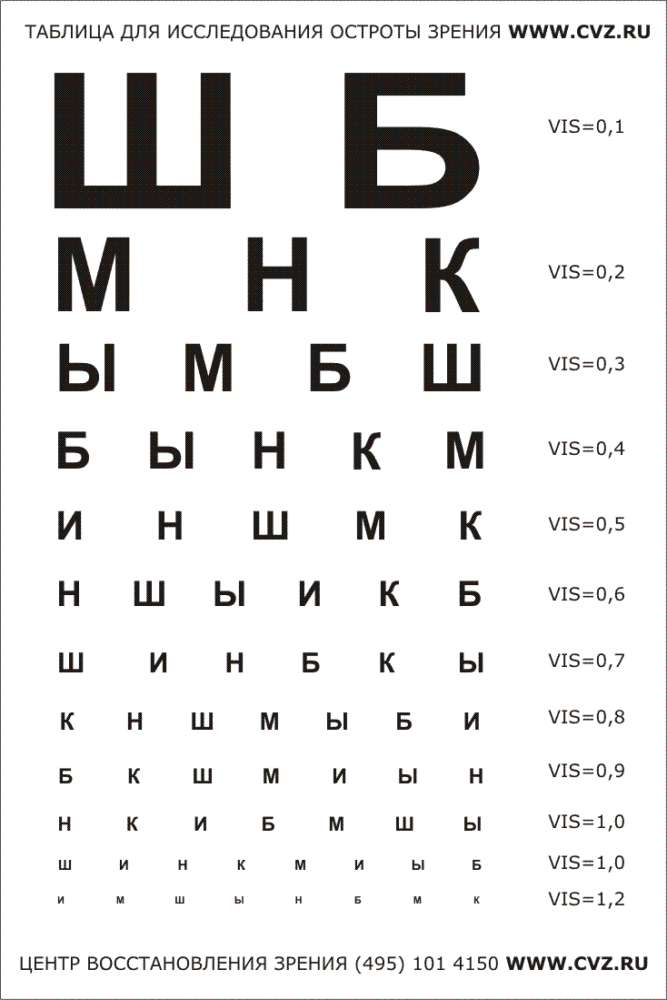 ТАБЛИЦА ДЛЯ ИССЛЕДОВАНИЯ ОСТРОТЫ ЗРЕНИЯ WWW.CVZ.RU
Ш Б VIS=0,1
М Н К VIS=0,2
Ы М Б Ш VIS=0,3
Б Ы Н К М VIS=0,4
И Н Ш М К VIS=0,5
Н Ш Ы И К Б VIS=0,6
Ш И Н Б К Ы VIS=0,7
К Н Ш М Ы Б И VIS=0,8
Б К Ш М И Ы Н VIS=0,9
Н К И Б М Ш Ы VIS=1,0
Ш И Н К М И Ы Б VIS=1,0
И М Ш Ы Н Б М К VIS=1,2
ЦЕНТР ВОССТАНОВЛЕНИЯ ЗРЕНИЯ (495) 101 4150 WWW.CVZ.RU